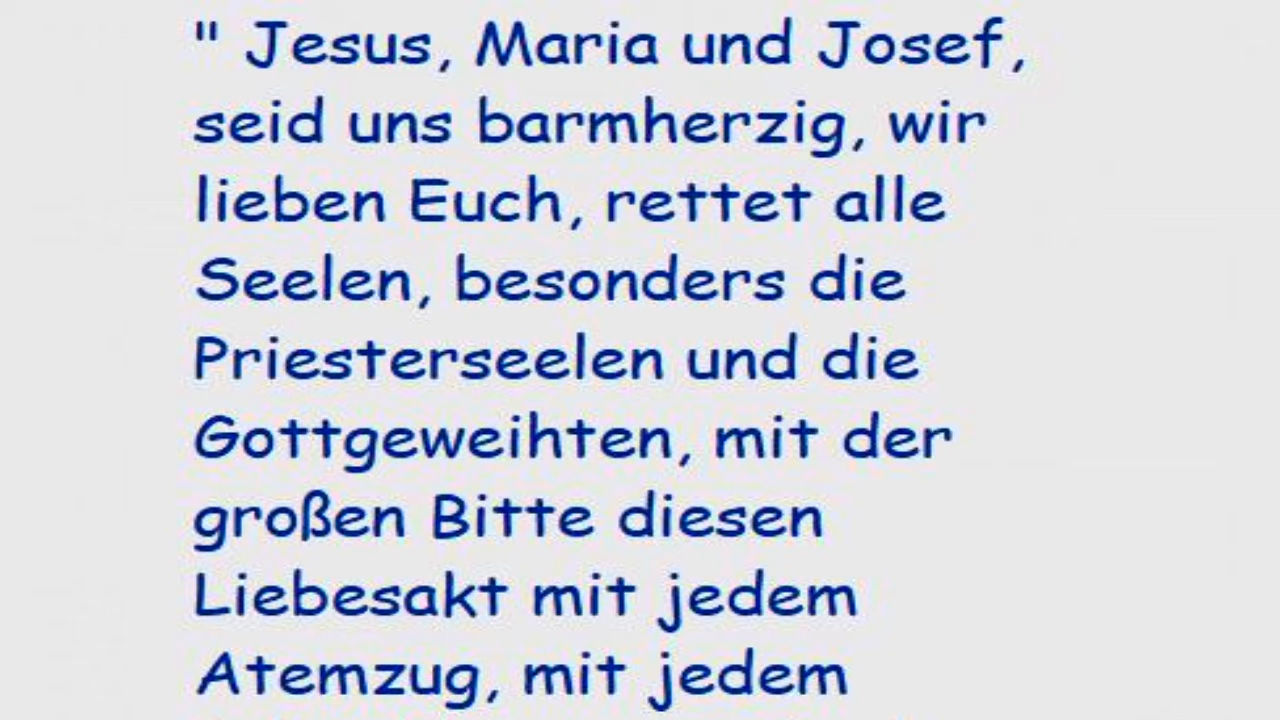 " Jesus, Maria und Josef,
seid uns barmherzig, wir
lieben Euch, rettet alle
Seelen, besonders die
Priesterseelen und die
Gottgeweihten, mit der
großen Bitte diesen
Liebesakt mit jedem
Atemzug, mit jedem